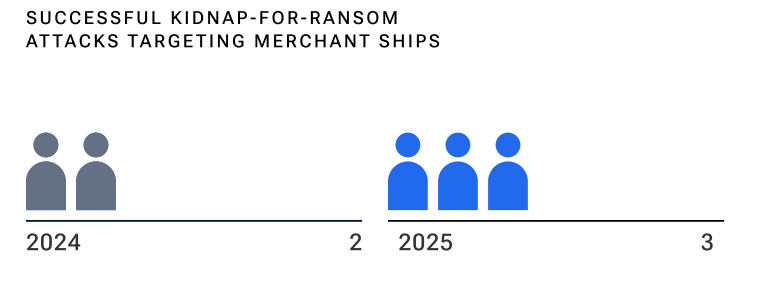 SUCCESSFUL KIDNAP-FOR-RANSOM
ATTACKS TARGETING MERCHANT SHIPS
2024 2 2025 3